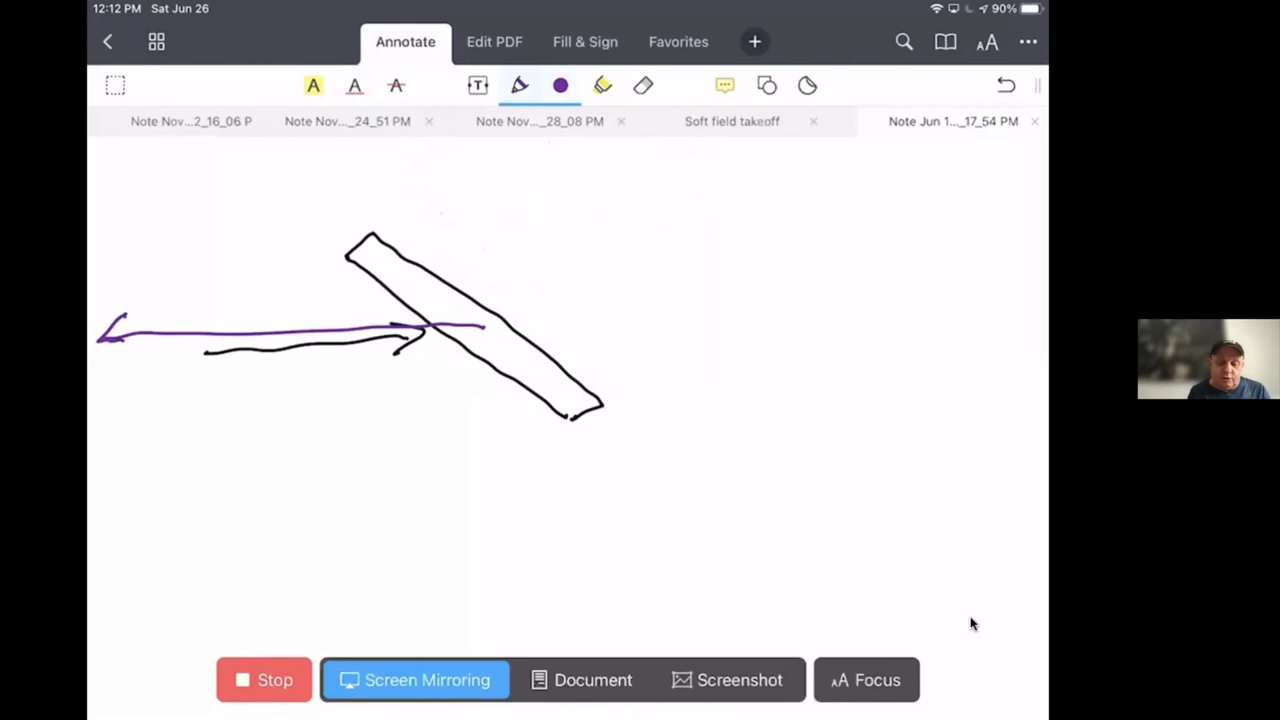 12:12 PM Sat Jun 26 90%
Annotate Edit PDF Fill & Sign Favorites
AA
A A A T
Note Nov...2_16_06 P Note Nov..._24_51 PM Note Nov..._28_08 PM Soft field takeoff Note Jun 1..._17_54 PM
Stop Screen Mirroring Document Screenshot AA Focus